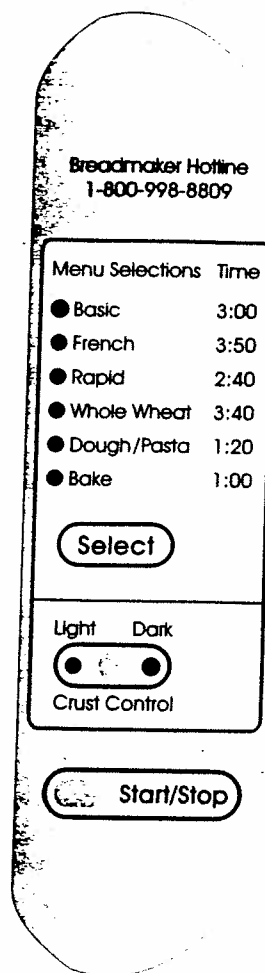 Breadmaker Hotline
1-800-998-8809
Menu Selections Time
Basic 3:00
French 3:50
Rapid 2:40
Whole Wheat 3:40
Dough/Pasta 1:20
Bake 1:00
Select
Light Dark
Crust Control
Start/Stop